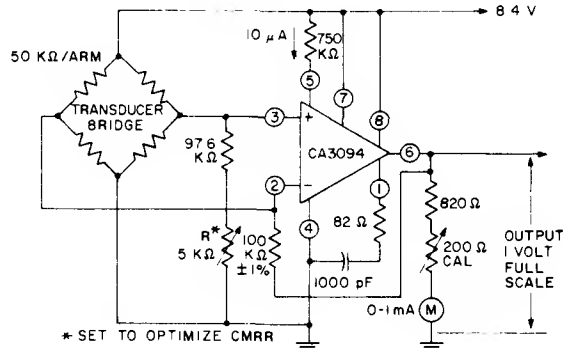 8 4 V
10 μA
750 KΩ
50 KΩ/ARM
TRANSDUCER BRIDGE
5
7
8
3
+
CA3094
6
976 KΩ
2
–
1
4
82 Ω
820 Ω
R*
5 KΩ
100 KΩ ±1%
1000 pF
200 Ω CAL
OUTPUT
1 VOLT
FULL
SCALE
0-1mA
M
* SET TO OPTIMIZE CMRR